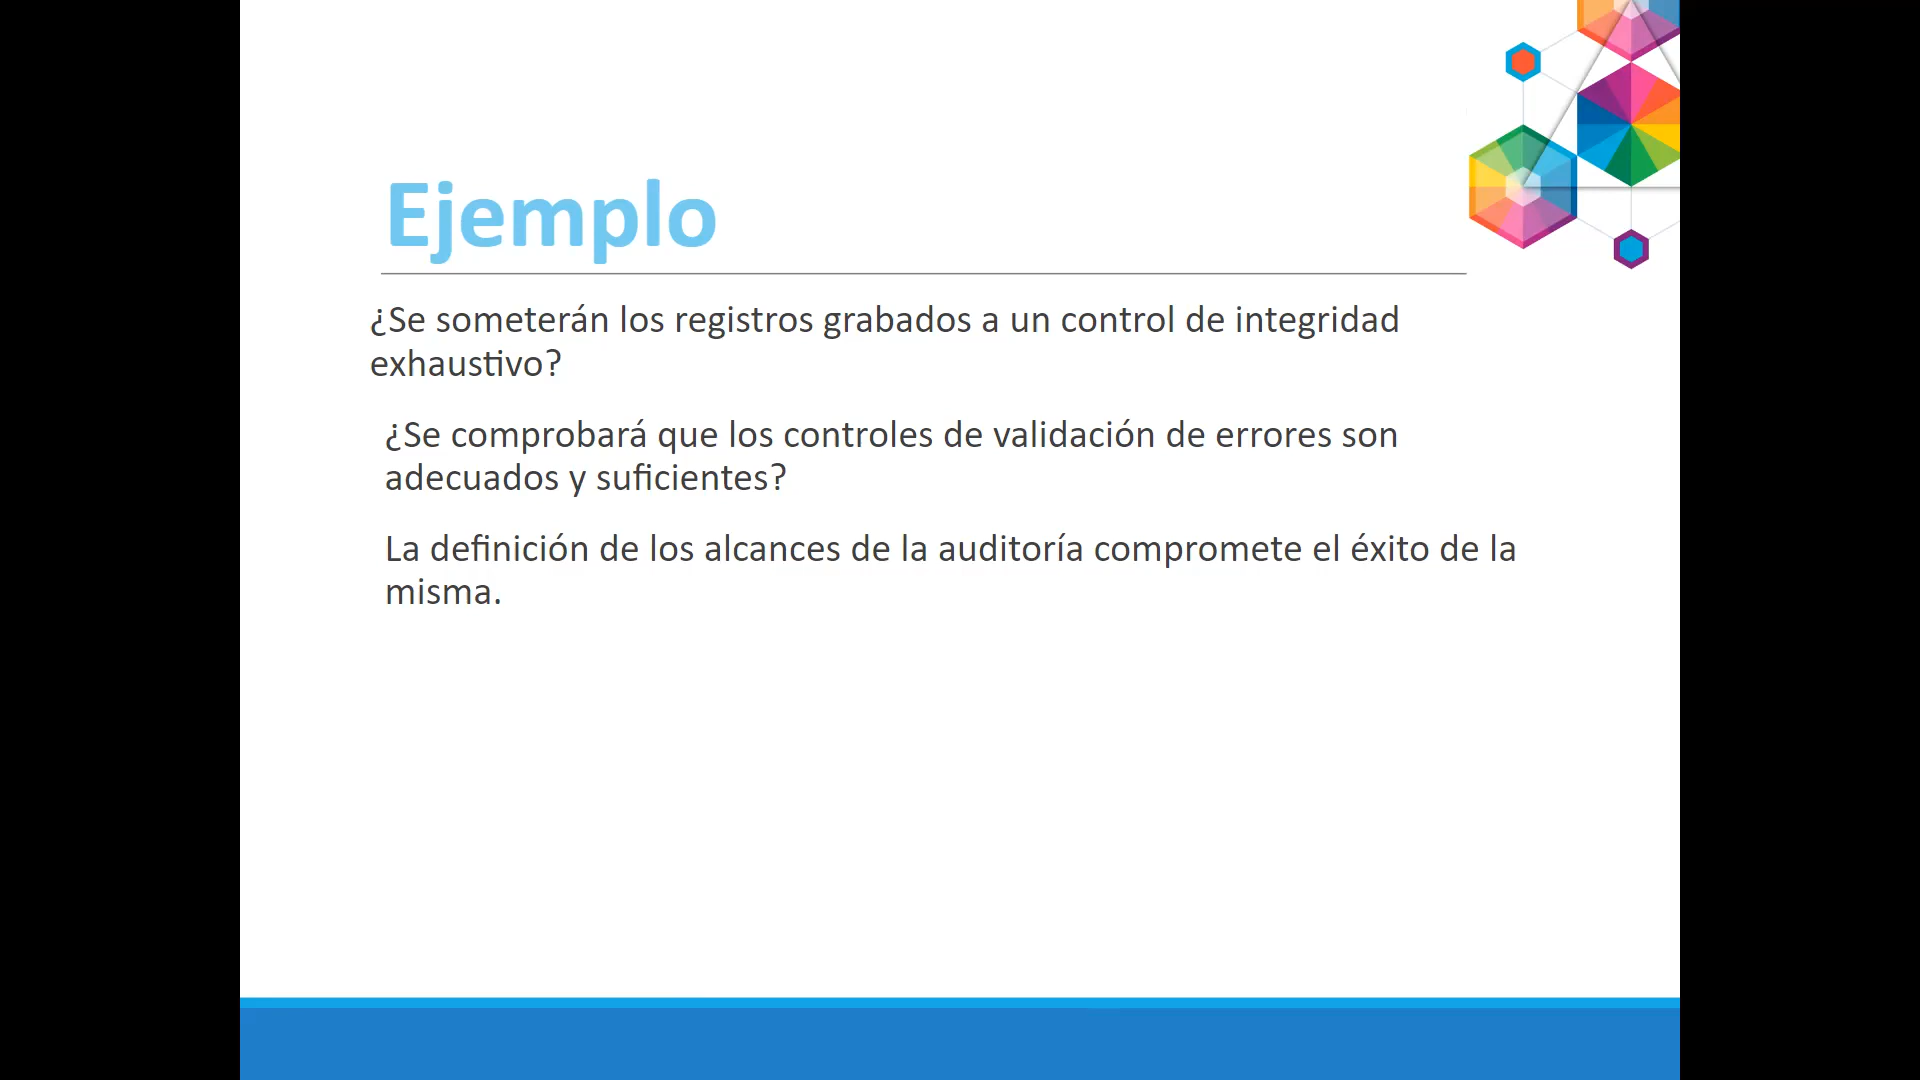 Ejemplo
¿Se someterán los registros grabados a un control de integridad
exhaustivo?
¿Se comprobará que los controles de validación de errores son
adecuados y suficientes?
La definición de los alcances de la auditoría compromete el éxito de la
misma.